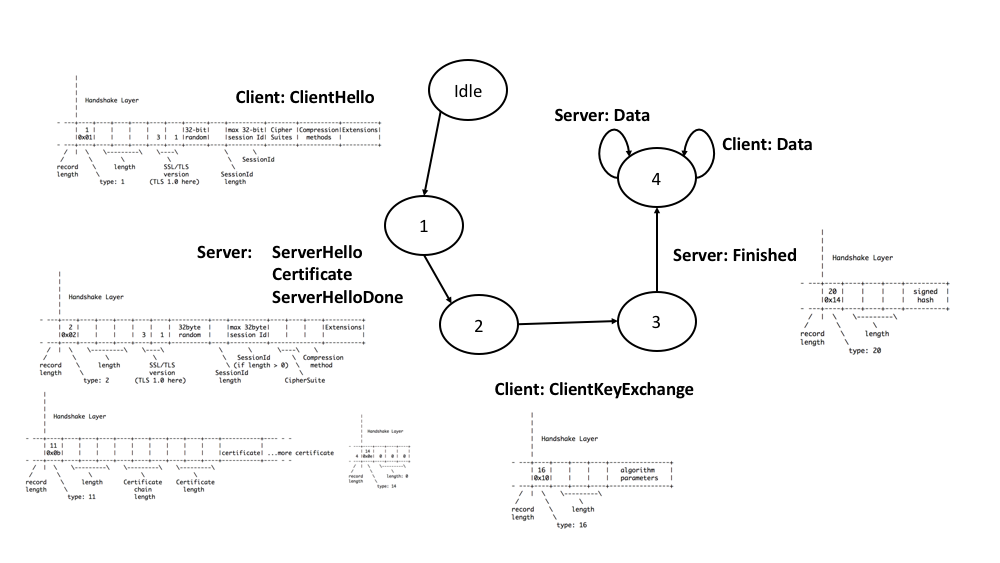 Idle
Client: ClientHello
Handshake Layer
1 32-bit max 32-bit Cipher Compression Extensions
0x01 3 1 random session Id Suites methods
SessionId
record length
type: 1
length
SSL/TLS version (TLS 1.0 here)
SessionId length
Server: Data
Client: Data
4
1
Server: ServerHello
Certificate
ServerHelloDone
Server: Finished
Handshake Layer
20 signed
0x14 hash
record length
length
type: 20
2
3
Handshake Layer
2 32byte max 32byte Extensions
0x02 3 1 random session Id
record length
type: 2
length
SSL/TLS version (TLS 1.0 here)
SessionId (if length > 0)
SessionId length
Compression method
CipherSuite
Client: ClientKeyExchange
Handshake Layer
11
0x0b certificate ...more certificate
record length
type: 11
length
Certificate chain length
Certificate length
Handshake Layer
14
4 0x0e 0 0 0
record length
length: 0
type: 14
Handshake Layer
16 algorithm
0x10 parameters
record length
length
type: 16